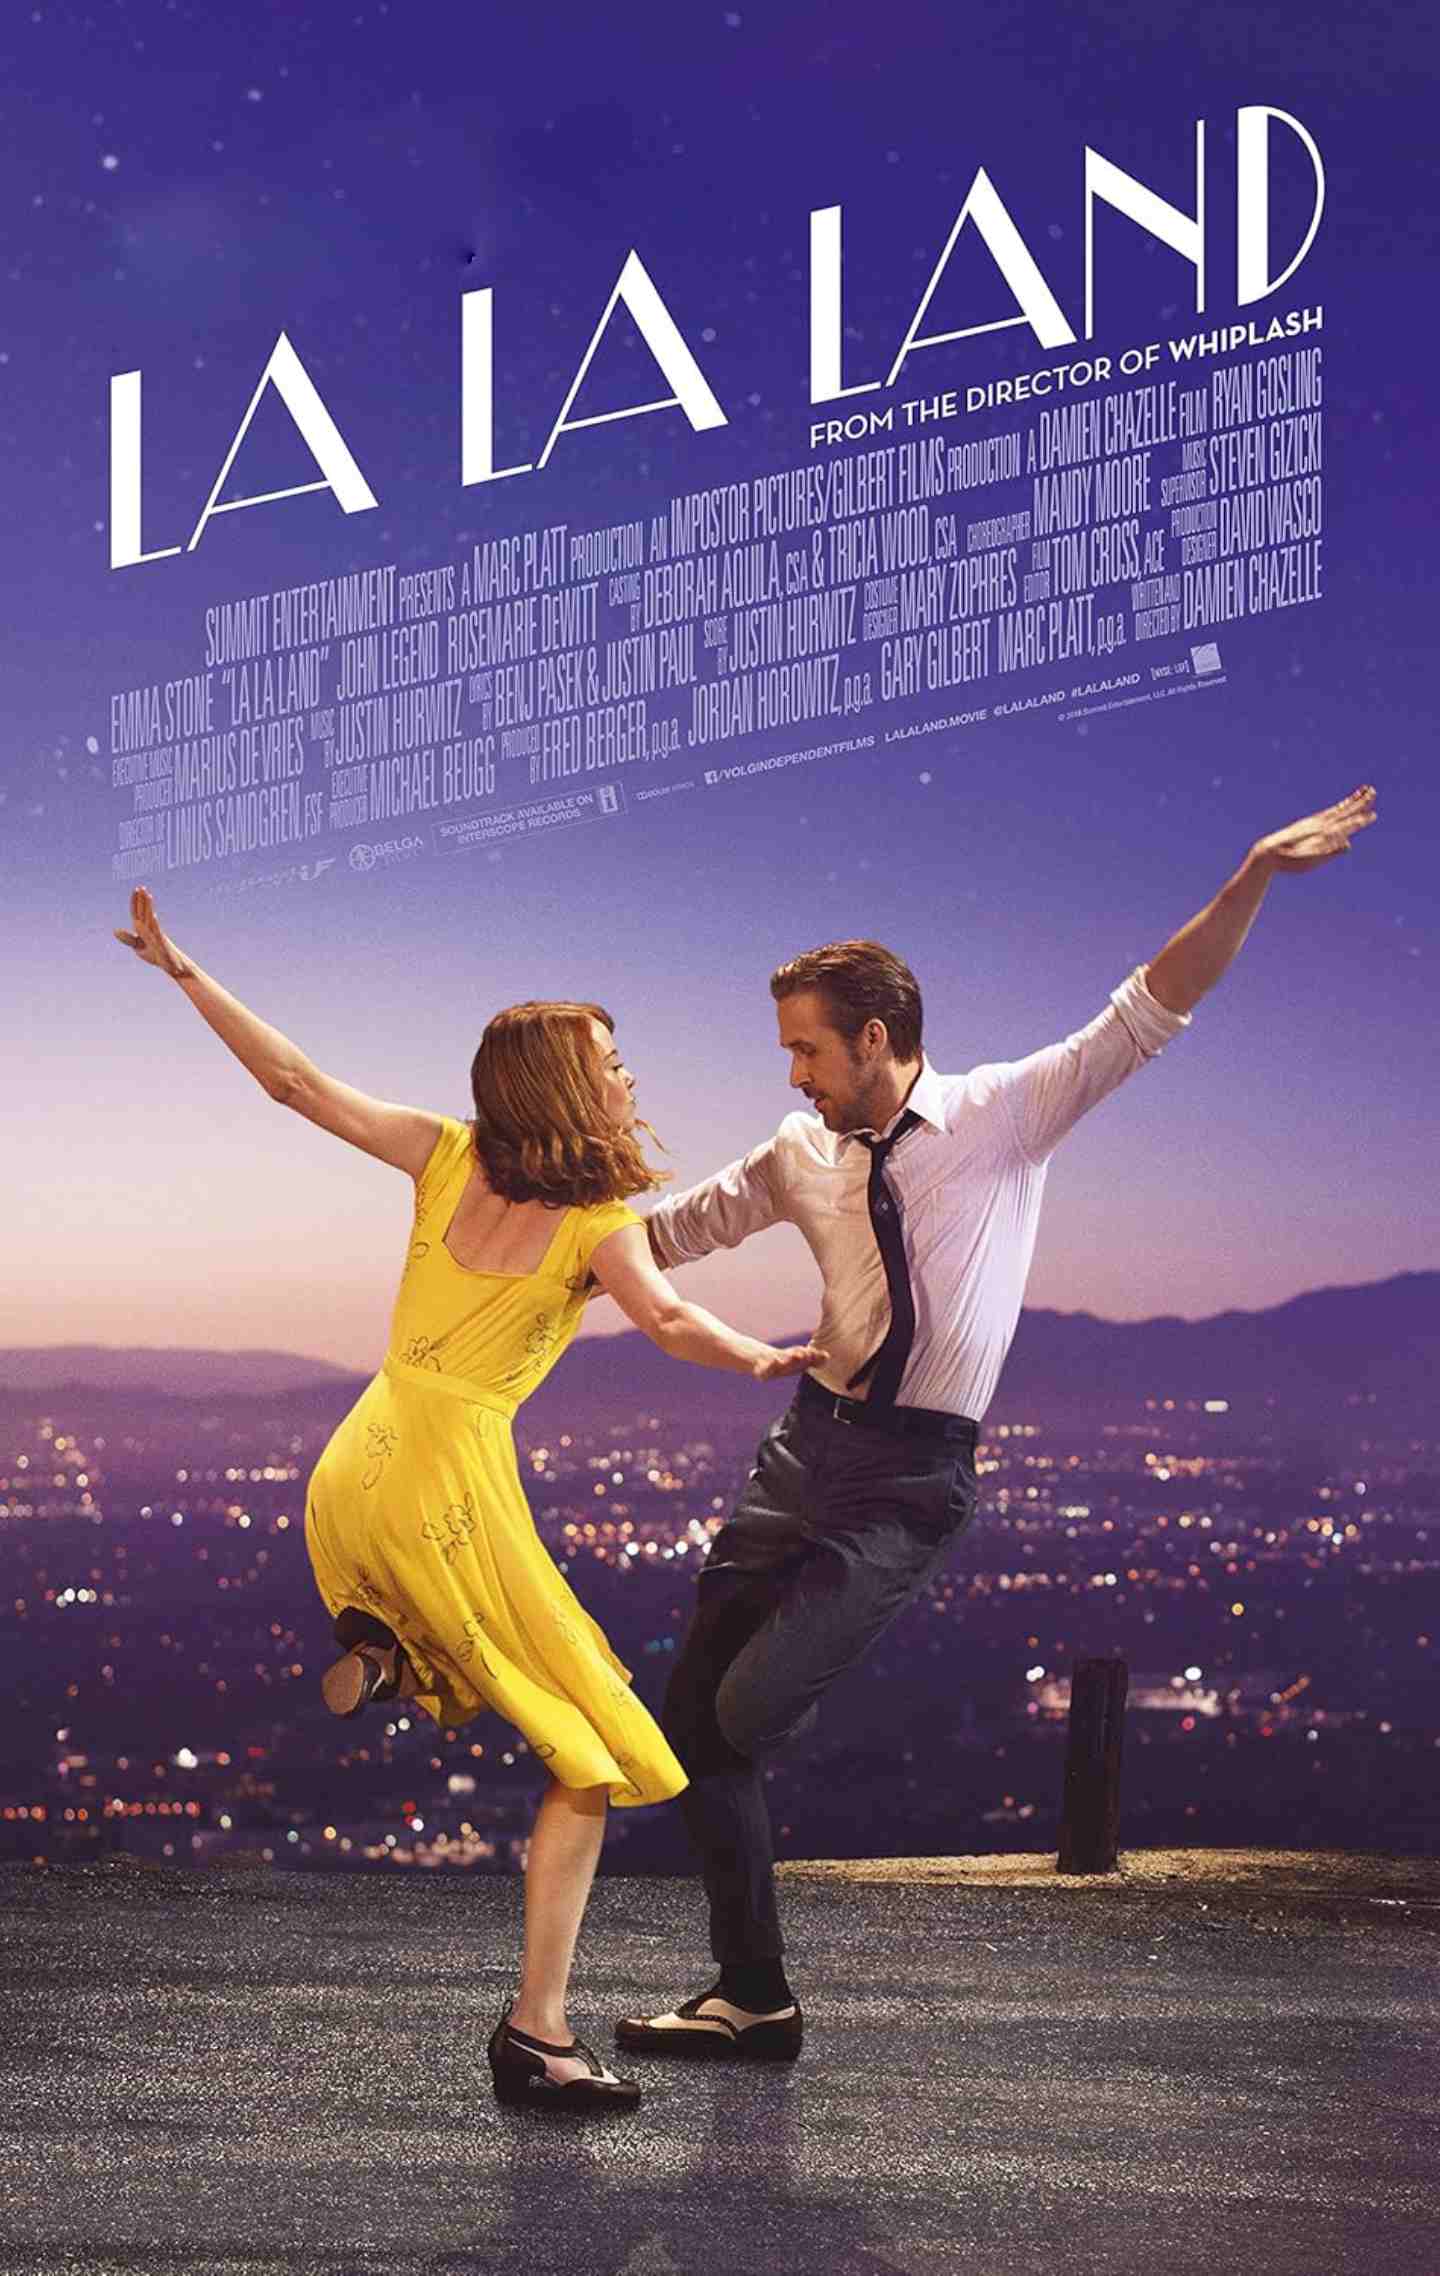 LA LA LAND
FROM THE DIRECTOR OF WHIPLASH
SUMMIT ENTERTAINMENT PRESENTS A MARC PLATT PRODUCTION AN IMPOSTOR PICTURES/GILBERT FILMS PRODUCTION A DAMIEN CHAZELLE FILM RYAN GOSLING
EMMA STONE "LA LA LAND" JOHN LEGEND ROSEMARIE DEWITT CASTING BY DEBORAH AQUILA, CSA & TRICIA WOOD, CSA CHOREOGRAPHER MANDY MOORE MUSIC SUPERVISOR STEVEN GIZICKI
EXECUTIVE MUSIC PRODUCER MARIUS DE VRIES MUSIC BY JUSTIN HURWITZ LYRICS BY BENJ PASEK & JUSTIN PAUL SCORE BY JUSTIN HURWITZ COSTUME DESIGNER MARY ZOPHRES FILM EDITOR TOM CROSS, ACE PRODUCTION DESIGNER DAVID WASCO
DIRECTOR OF PHOTOGRAPHY LINUS SANDGREN, FSF EXECUTIVE PRODUCER MICHAEL BEUGG PRODUCED BY FRED BERGER, p.g.a. JORDAN HOROWITZ, p.g.a. GARY GILBERT MARC PLATT, p.g.a. WRITTEN AND DIRECTED BY DAMIEN CHAZELLE
BELGA FILMS SOUNDTRACK AVAILABLE ON INTERSCOPE RECORDS /VOLGINDEPENDENTFILMS LALALAND.MOVIE @LALALAND #LALALAND